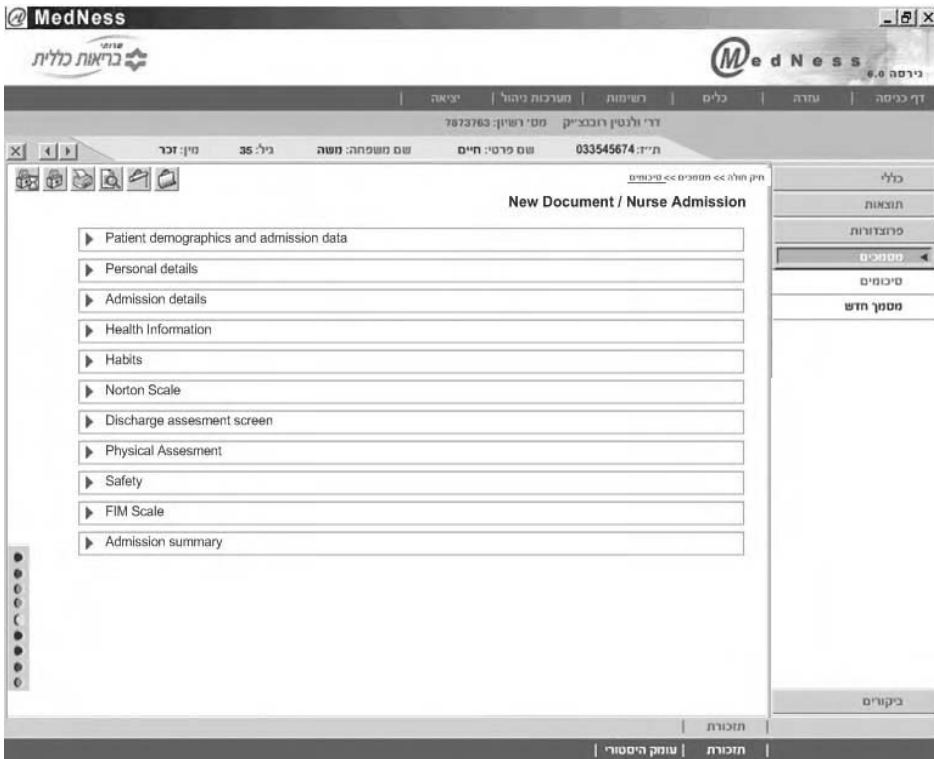 MedNess
שרותי
בריאות כללית
MedNess
גירסה 6.0
דף כניסה | עזרה | כלים | רשימות | מערכות ניהול | יציאה |
דר' ולנטין רובנצ'יק מס' רשיון: 7873763
ת"ז: 033545674 שם פרטי: חיים שם משפחה: משה גיל: 35 מין: זכר
תיק חולה >> מסמכים >> סיכומים
New Document / Nurse Admission
Patient demographics and admission data
Personal details
Admission details
Health Information
Habits
Norton Scale
Discharge assesment screen
Physical Assesment
Safety
FIM Scale
Admission summary
כללי
תוצאות
פרוצדורות
מסמכים
סיכומים
מסמך חדש
ביקורים
| תזכורת |
| תזכורת | עומק היסטורי |